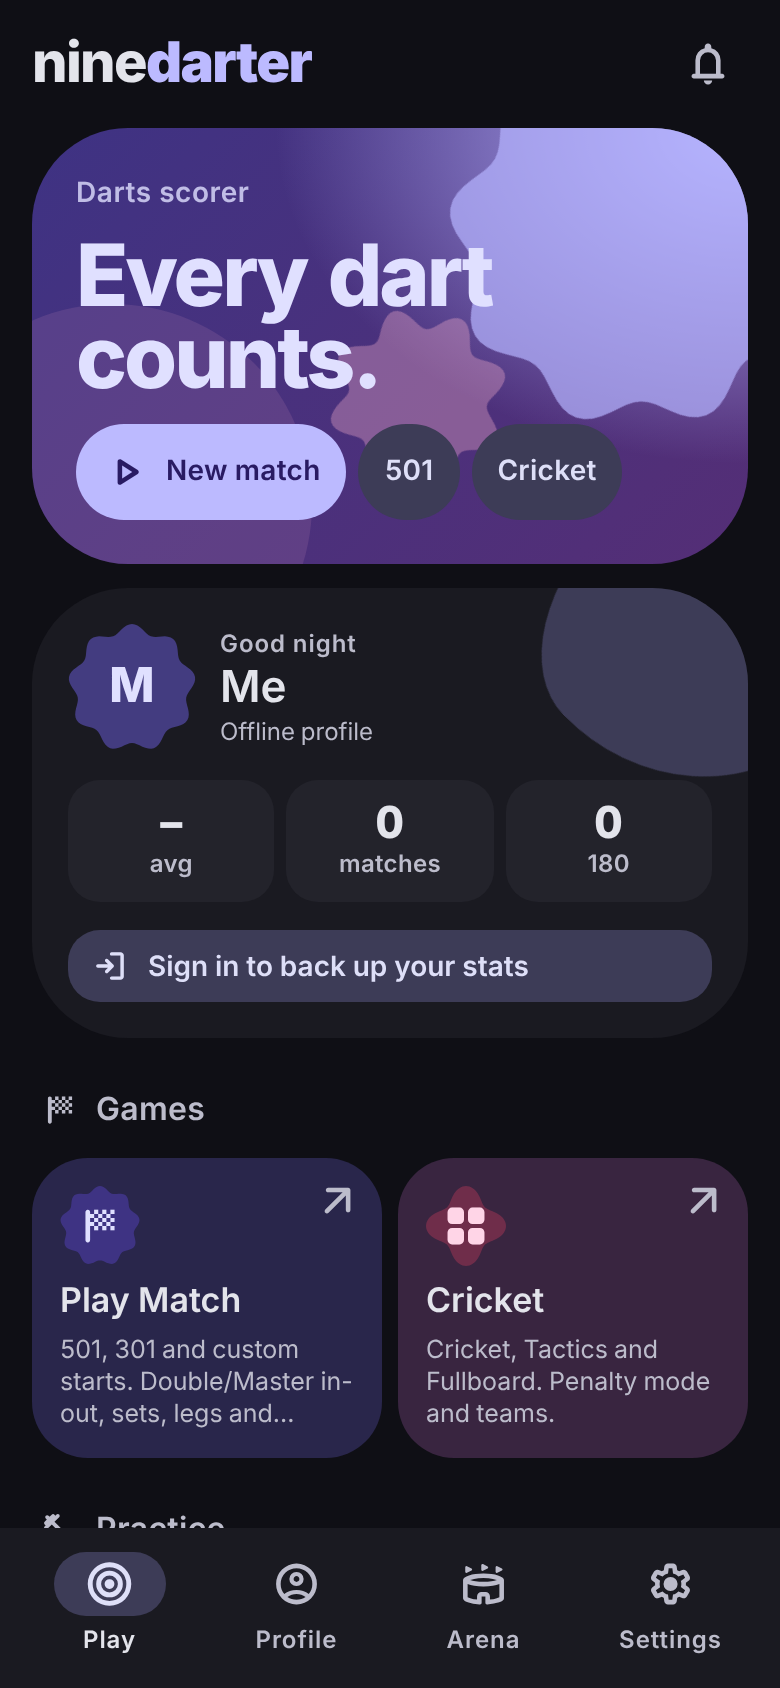 ninedarter
Darts scorer
Every dart
counts.
New match
501
Cricket
M
Good night
Me
Offline profile
–
avg
0
matches
0
180
Sign in to back up your stats
Games
Play Match
501, 301 and custom
starts. Double/Master in-
out, sets, legs and...
Cricket
Cricket, Tactics and
Fullboard. Penalty mode
and teams.
Practice
Play
Profile
Arena
Settings